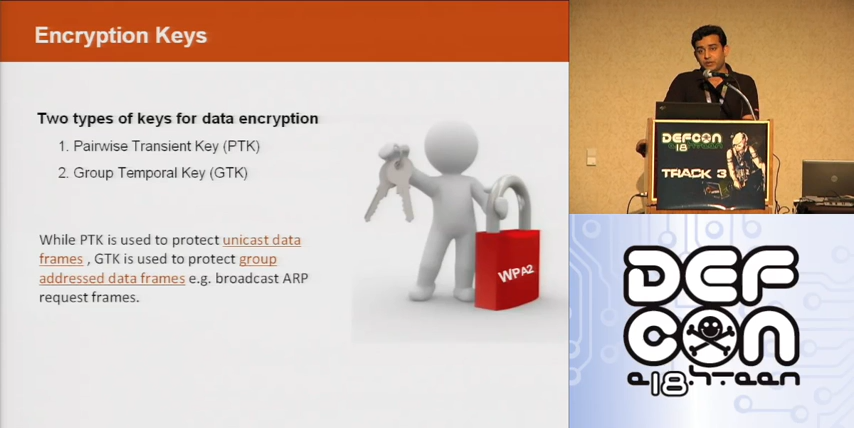 Encryption Keys
Two types of keys for data encryption
1. Pairwise Transient Key (PTK)
2. Group Temporal Key (GTK)
While PTK is used to protect unicast data
frames , GTK is used to protect group
addressed data frames e.g. broadcast ARP
request frames.
WPA2
DEFCON
18
TRACK 3
DEF
CON